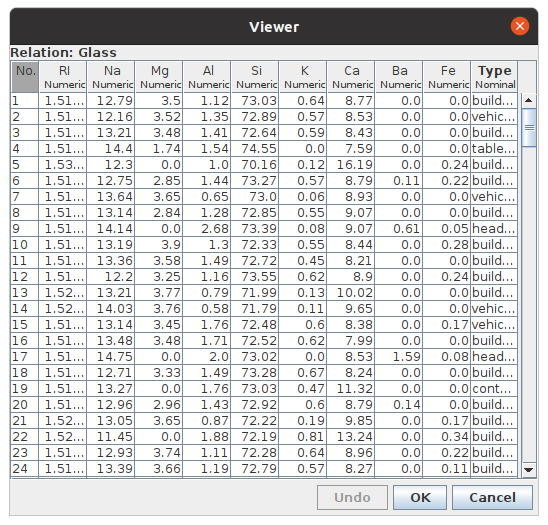 Viewer
Relation: Glass
No. RI Na Mg Al Si K Ca Ba Fe Type
Numeric Numeric Numeric Numeric Numeric Numeric Numeric Numeric Numeric Nominal
1 1.51... 12.79 3.5 1.12 73.03 0.64 8.77 0.0 0.0 build...
2 1.51... 12.16 3.52 1.35 72.89 0.57 8.53 0.0 0.0 vehic...
3 1.51... 13.21 3.48 1.41 72.64 0.59 8.43 0.0 0.0 build...
4 1.51... 14.4 1.74 1.54 74.55 0.0 7.59 0.0 0.0 table...
5 1.53... 12.3 0.0 1.0 70.16 0.12 16.19 0.0 0.24 build...
6 1.51... 12.75 2.85 1.44 73.27 0.57 8.79 0.11 0.22 build...
7 1.51... 13.64 3.65 0.65 73.0 0.06 8.93 0.0 0.0 vehic...
8 1.51... 13.14 2.84 1.28 72.85 0.55 9.07 0.0 0.0 build...
9 1.51... 14.14 0.0 2.68 73.39 0.08 9.07 0.61 0.05 head...
10 1.51... 13.19 3.9 1.3 72.33 0.55 8.44 0.0 0.28 build...
11 1.51... 13.36 3.58 1.49 72.72 0.45 8.21 0.0 0.0 build...
12 1.51... 12.2 3.25 1.16 73.55 0.62 8.9 0.0 0.24 build...
13 1.52... 13.21 3.77 0.79 71.99 0.13 10.02 0.0 0.0 build...
14 1.52... 14.03 3.76 0.58 71.79 0.11 9.65 0.0 0.0 vehic...
15 1.51... 13.14 3.45 1.76 72.48 0.6 8.38 0.0 0.17 vehic...
16 1.51... 13.48 3.48 1.71 72.52 0.62 7.99 0.0 0.0 build...
17 1.51... 14.75 0.0 2.0 73.02 0.0 8.53 1.59 0.08 head...
18 1.51... 12.71 3.33 1.49 73.28 0.67 8.24 0.0 0.0 build...
19 1.51... 13.27 0.0 1.76 73.03 0.47 11.32 0.0 0.0 cont...
20 1.51... 12.96 2.96 1.43 72.92 0.6 8.79 0.14 0.0 build...
21 1.52... 13.05 3.65 0.87 72.22 0.19 9.85 0.0 0.17 build...
22 1.52... 11.45 0.0 1.88 72.19 0.81 13.24 0.0 0.34 build...
23 1.51... 12.93 3.74 1.11 72.28 0.64 8.96 0.0 0.22 build...
24 1.51... 13.39 3.66 1.19 72.79 0.57 8.27 0.0 0.11 build...
Undo OK Cancel